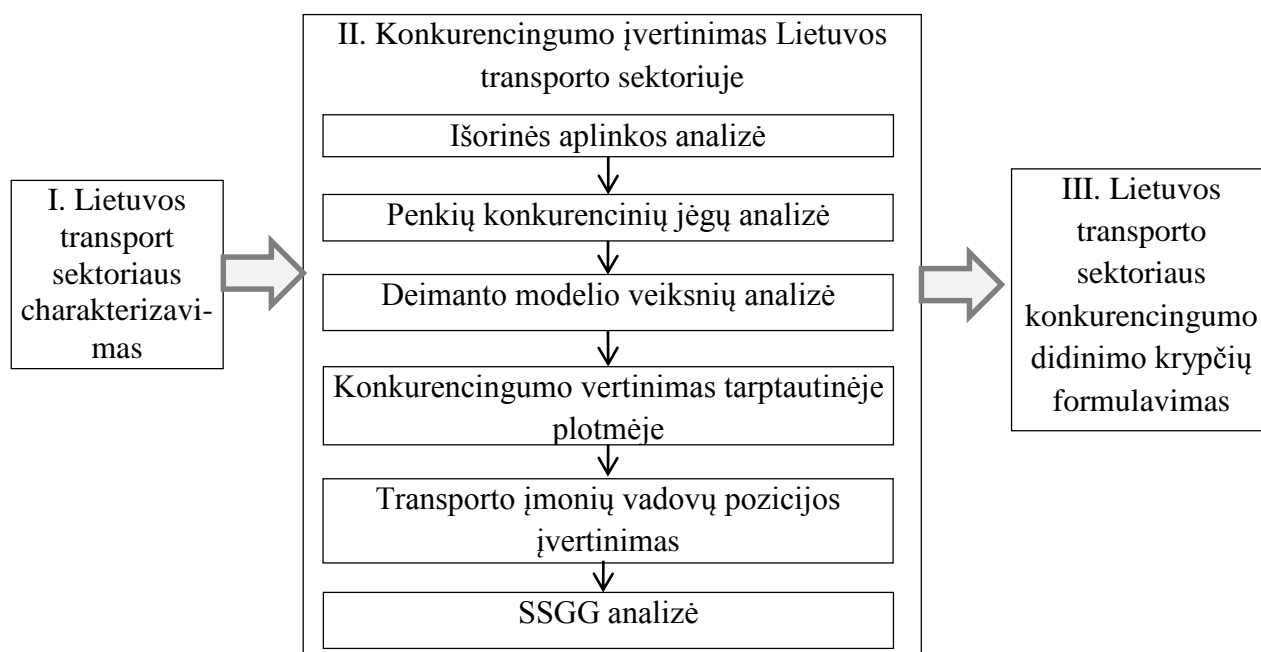 I. Lietuvos
transport
sektoriaus
charakterizavi-
mas
II. Konkurencingumo įvertinimas Lietuvos
transporto sektoriuje
Išorinės aplinkos analizė
Penkių konkurencinių jėgų analizė
Deimanto modelio veiksnių analizė
Konkurencingumo vertinimas tarptautinėje
plotmėje
Transporto įmonių vadovų pozicijos
įvertinimas
SSGG analizė
III. Lietuvos
transporto
sektoriaus
konkurencingumo
didinimo krypčių
formulavimas